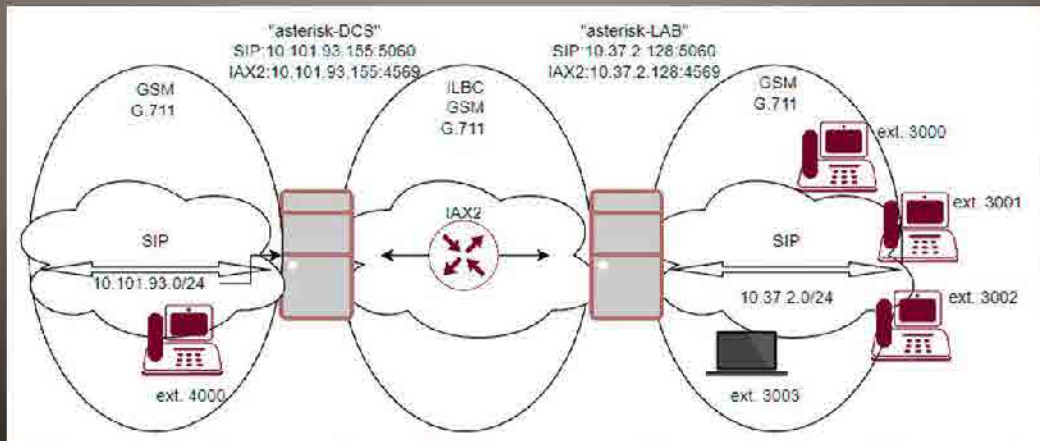 "asterisk-DCS"
SIP:10.101.93.155:5060
IAX2:10.101.93.155:4569
"asterisk-LAB"
SIP:10.37.2.128:5060
IAX2:10.37.2.128:4569
GSM
G.711
ILBC
GSM
G.711
GSM
G.711
ext. 3000
ext. 3001
SIP
10.101.93.0/24
IAX2
SIP
10.37.2.0/24
ext. 3002
ext. 4000
ext. 3003